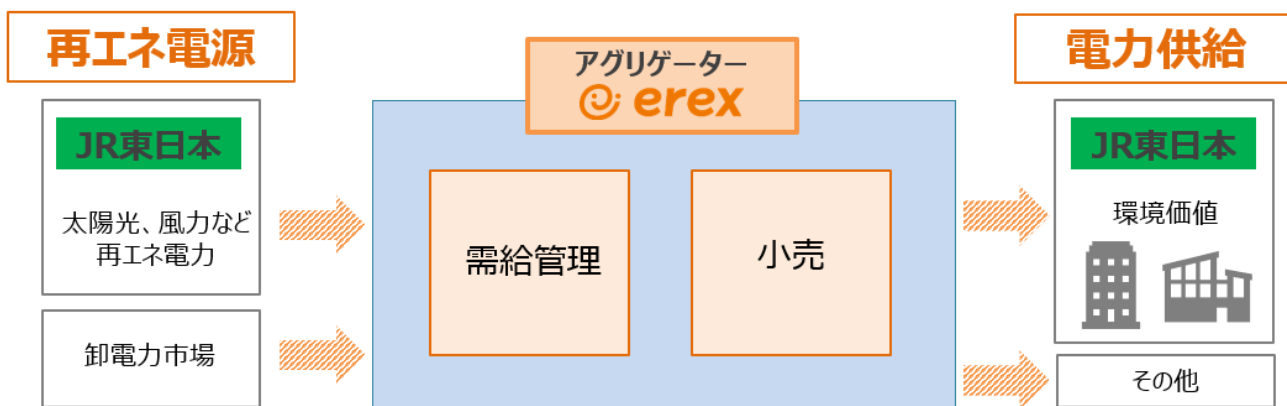 再エネ電源
JR東日本
太陽光、風力など
再エネ電力
卸電力市場
アグリゲーター
erex
需給管理
小売
電力供給
JR東日本
環境価値
その他